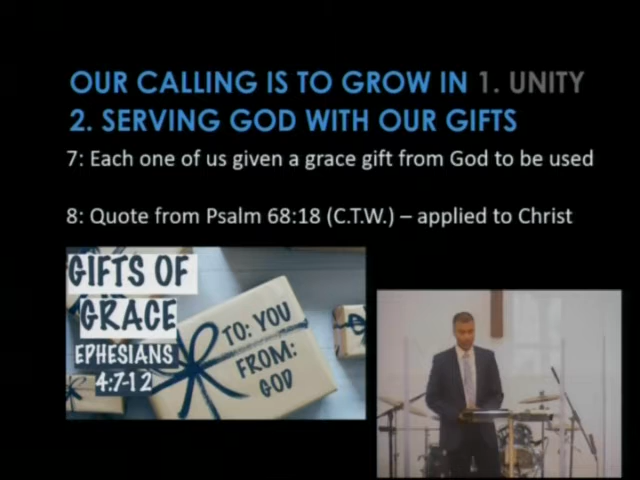 OUR CALLING IS TO GROW IN 1. UNITY
2. SERVING GOD WITH OUR GIFTS
7: Each one of us given a grace gift from God to be used
8: Quote from Psalm 68:18 (C.T.W.) – applied to Christ
GIFTS OF
GRACE
EPHESIANS
4:7-12
TO: YOU
FROM:
GOD